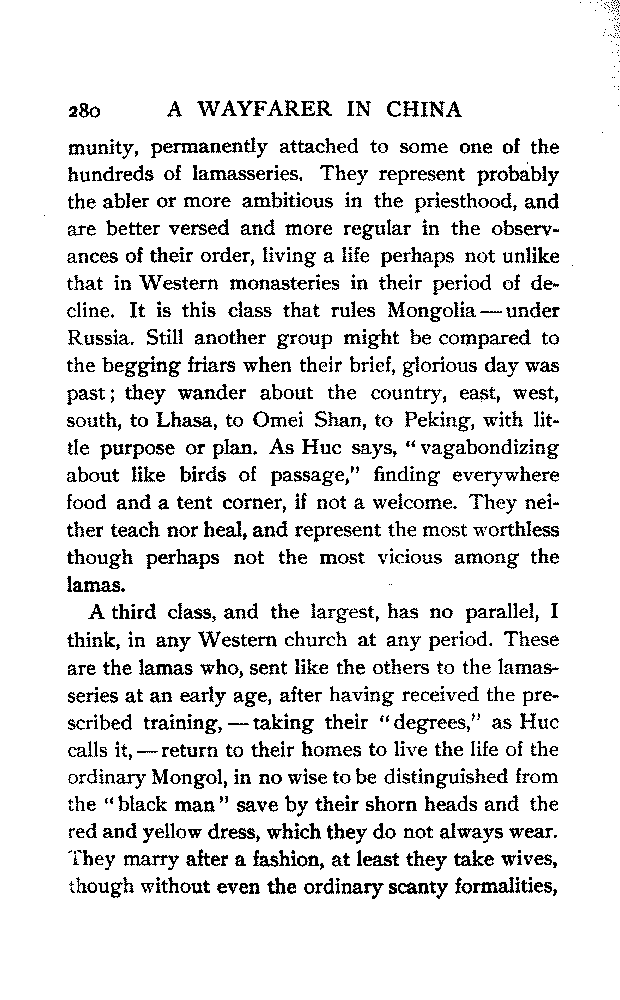 280 A WAYFARER IN CHINA
munity, permanently attached to some one of the
hundreds of lamasseries. They represent probably
the abler or more ambitious in the priesthood, and
are better versed and more regular in the observ-
ances of their order, living a life perhaps not unlike
that in Western monasteries in their period of de-
cline. It is this class that rules Mongolia — under
Russia. Still another group might be compared to
the begging friars when their brief, glorious day was
past; they wander about the country, east, west,
south, to Lhasa, to Omei Shan, to Peking, with lit-
tle purpose or plan. As Huc says, “vagabondizing
about like birds of passage,” finding everywhere
food and a tent corner, if not a welcome. They nei-
ther teach nor heal, and represent the most worthless
though perhaps not the most vicious among the
lamas.
A third class, and the largest, has no parallel, I
think, in any Western church at any period. These
are the lamas who, sent like the others to the lamas-
series at an early age, after having received the pre-
scribed training, — taking their “degrees,” as Huc
calls it, — return to their homes to live the life of the
ordinary Mongol, in no wise to be distinguished from
the “black man” save by their shorn heads and the
red and yellow dress, which they do not always wear.
They marry after a fashion, at least they take wives,
though without even the ordinary scanty formalities,